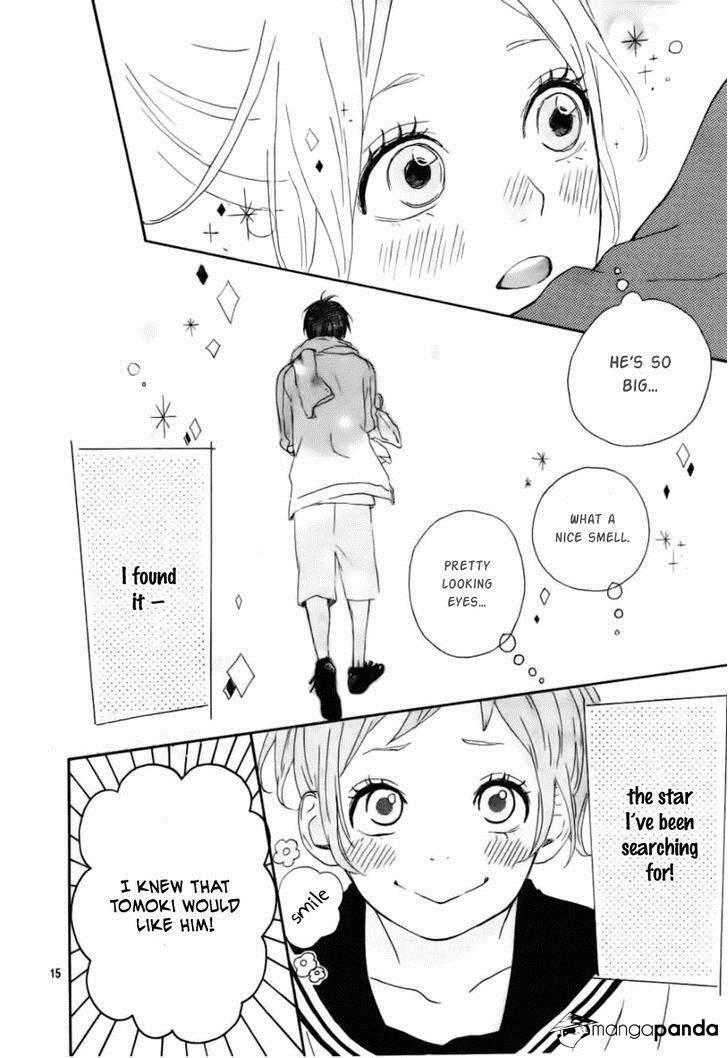 HE'S SO
BIG...
WHAT A
NICE SMELL.
PRETTY
LOOKING
EYES...
I found
it –
the star
I've been
searching
for!
smile
I KNEW THAT
TOMOKI WOULD
LIKE HIM!
15
mangapanda